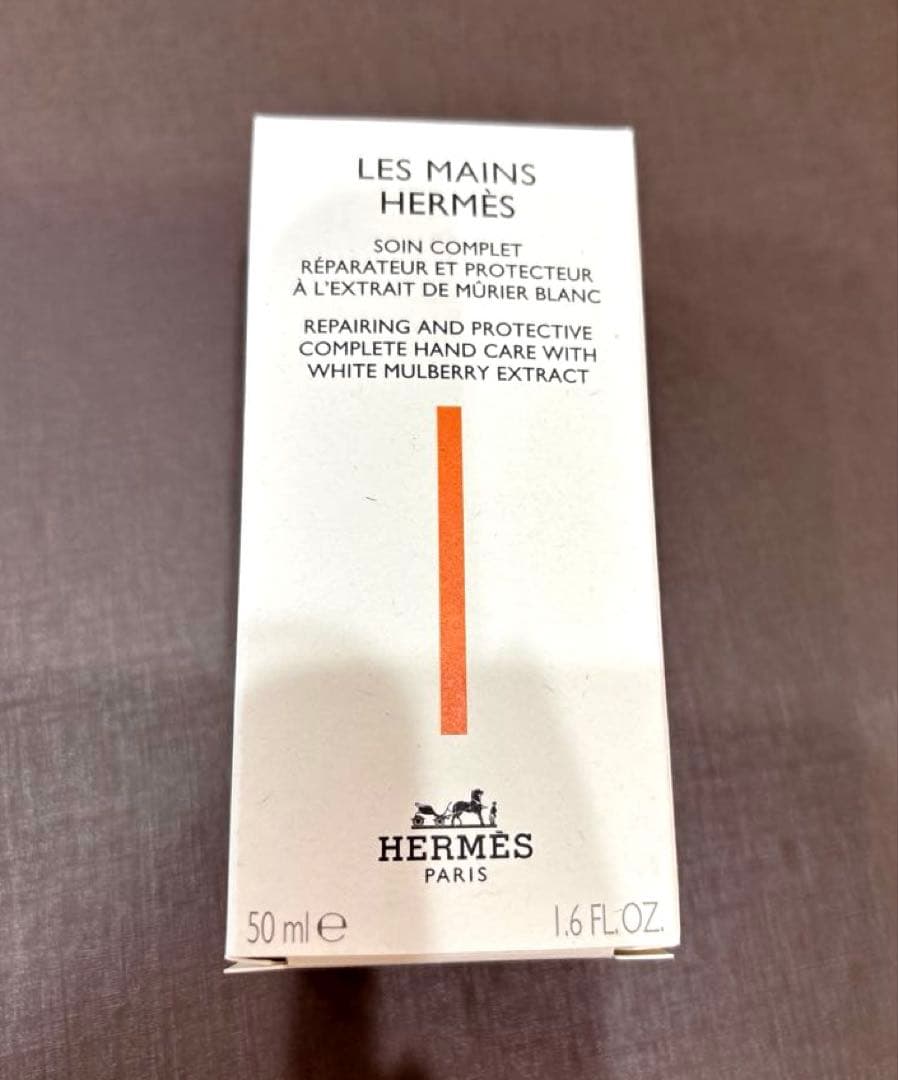 LES MAINS
HERMÈS
SOIN COMPLET
RÉPARATEUR ET PROTECTEUR
À L'EXTRAIT DE MÛRIER BLANC
REPAIRING AND PROTECTIVE
COMPLETE HAND CARE WITH
WHITE MULBERRY EXTRACT
HERMÈS
PARIS
50 ml ℮ 1.6 FL.OZ.